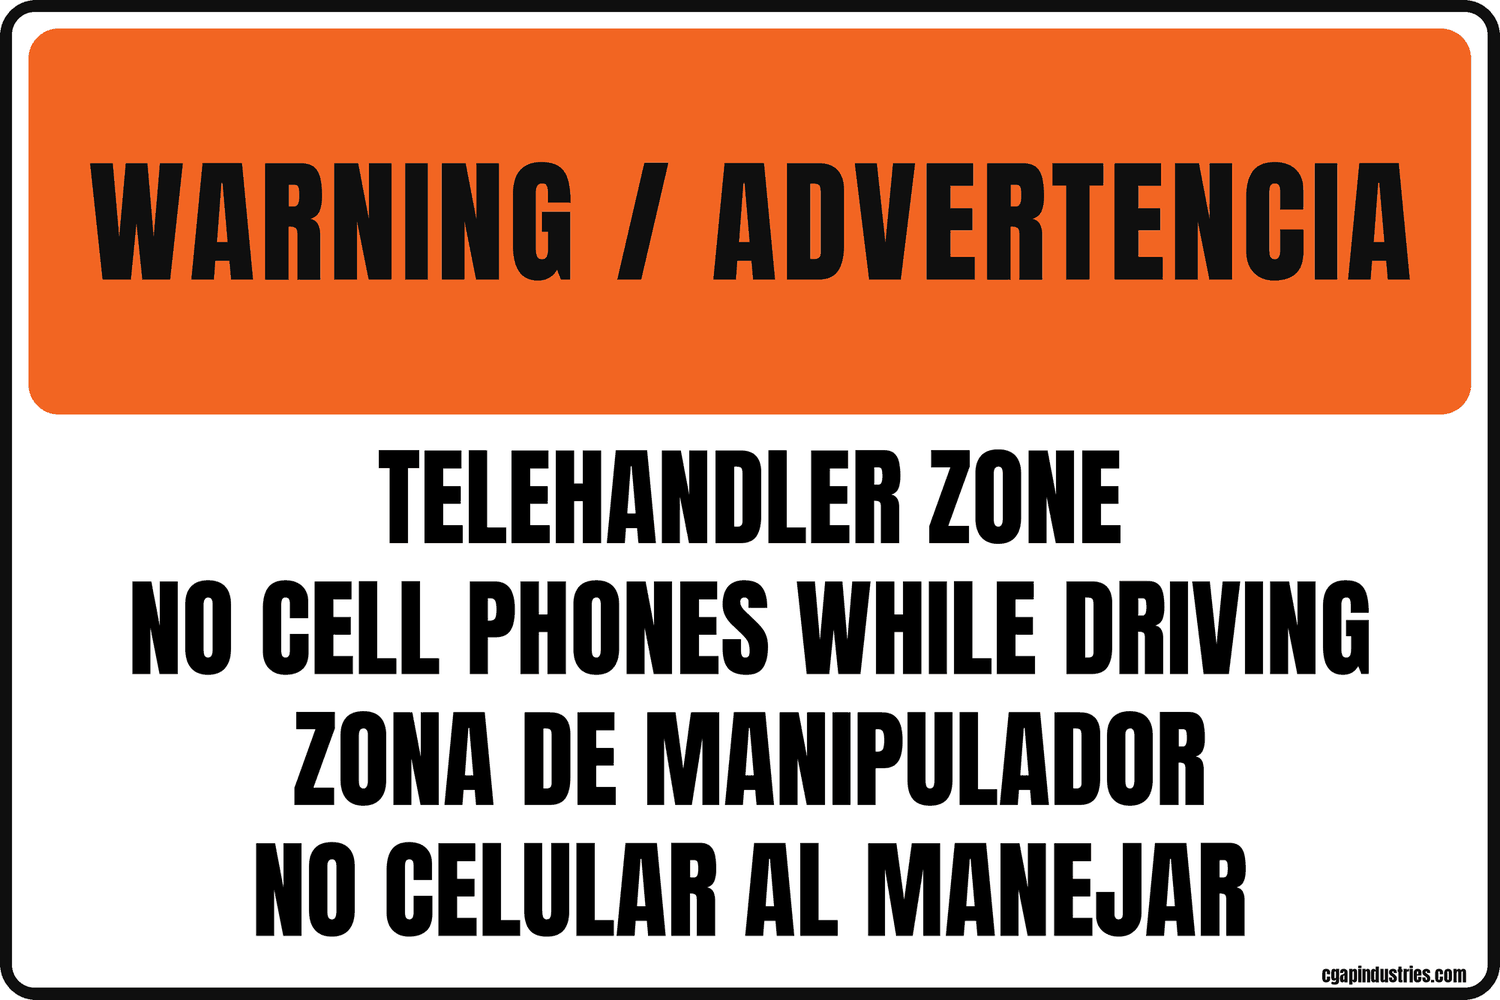 WARNING / ADVERTENCIA
TELEHANDLER ZONE
NO CELL PHONES WHILE DRIVING
ZONA DE MANIPULADOR
NO CELULAR AL MANEJAR
cgapindustries.com